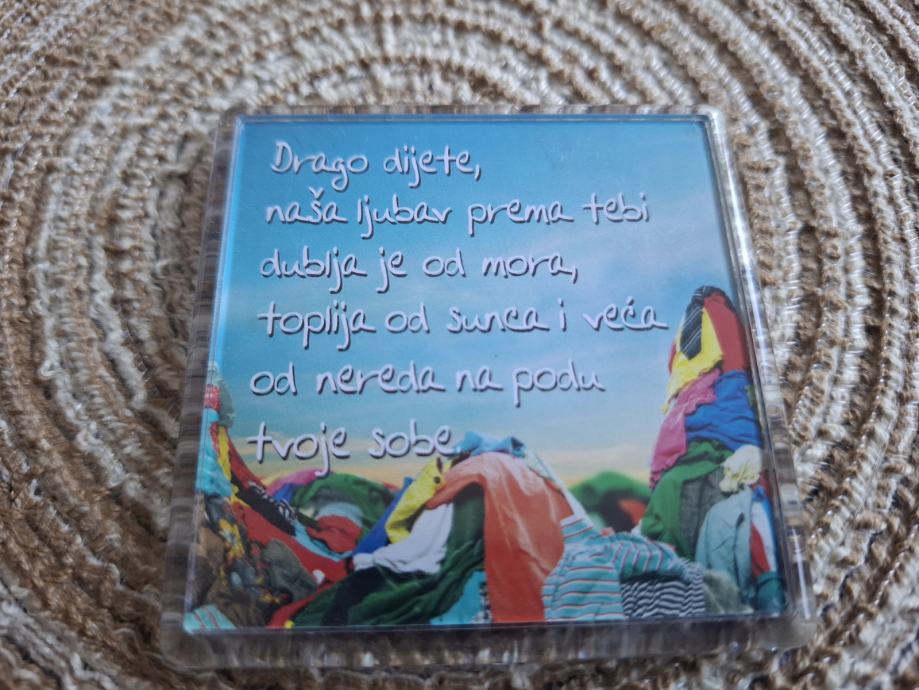 Drago dijete,
naša ljubav prema tebi
dublja je od mora,
toplija od sunca i veća
od nereda na podu
tvoje sobe.